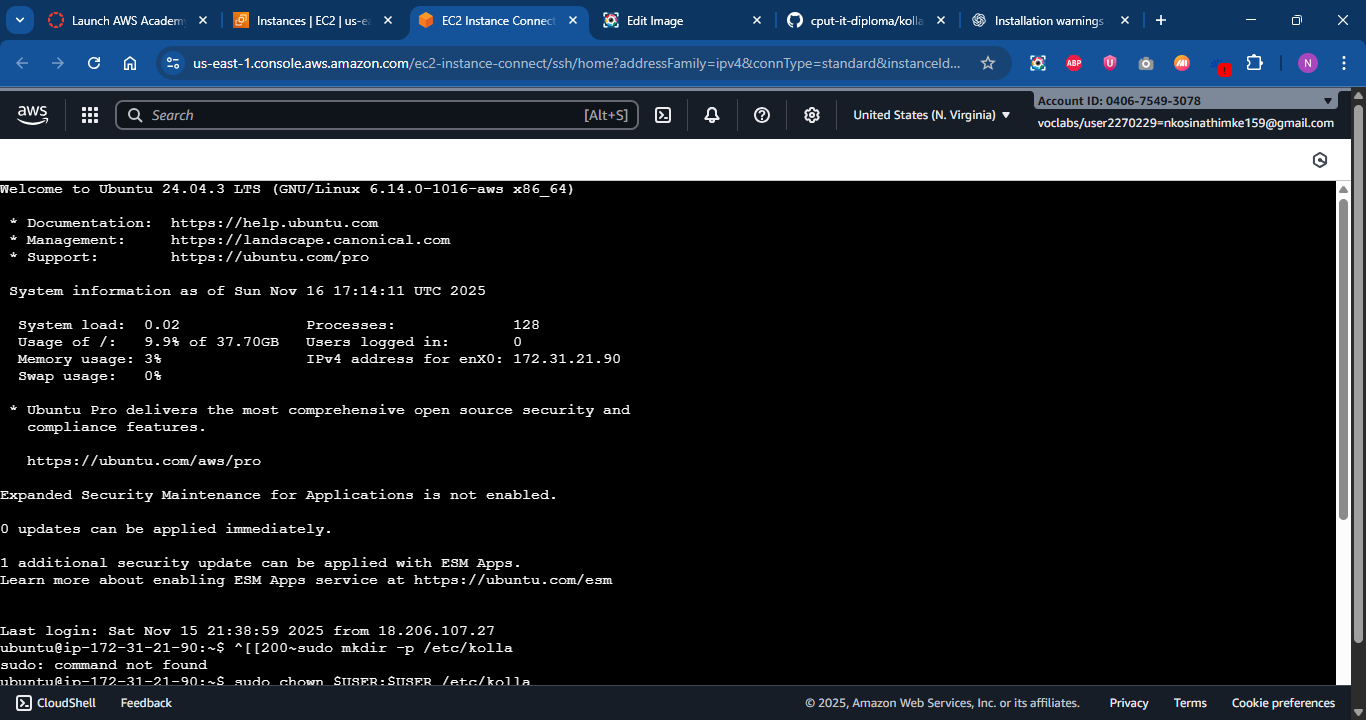 Launch AWS Academy
Instances | EC2 | us-ea
EC2 Instance Connect
Edit Image
cput-it-diploma/kolla
Installation warnings
us-east-1.console.aws.amazon.com/ec2-instance-connect/ssh/home?addressFamily=ipv4&connType=standard&instanceId...
ABP
N
aws
Search
[Alt+S]
United States (N. Virginia)
Account ID: 0406-7549-3078
voclabs/user2270229=nkosinathimke159@gmail.com
Welcome to Ubuntu 24.04.3 LTS (GNU/Linux 6.14.0-1016-aws x86_64)
* Documentation: https://help.ubuntu.com
* Management: https://landscape.canonical.com
* Support: https://ubuntu.com/pro
System information as of Sun Nov 16 17:14:11 UTC 2025
System load: 0.02 Processes: 128
Usage of /: 9.9% of 37.70GB Users logged in: 0
Memory usage: 3% IPv4 address for enX0: 172.31.21.90
Swap usage: 0%
* Ubuntu Pro delivers the most comprehensive open source security and
compliance features.
https://ubuntu.com/aws/pro
Expanded Security Maintenance for Applications is not enabled.
0 updates can be applied immediately.
1 additional security update can be applied with ESM Apps.
Learn more about enabling ESM Apps service at https://ubuntu.com/esm
Last login: Sat Nov 15 21:38:59 2025 from 18.206.107.27
ubuntu@ip-172-31-21-90:~$ ^[[200~sudo mkdir -p /etc/kolla
sudo: command not found
ubuntu@ip-172-31-21-90:~$ sudo chown $USER:$USER /etc/kolla
CloudShell
Feedback
© 2025, Amazon Web Services, Inc. or its affiliates.
Privacy
Terms
Cookie preferences